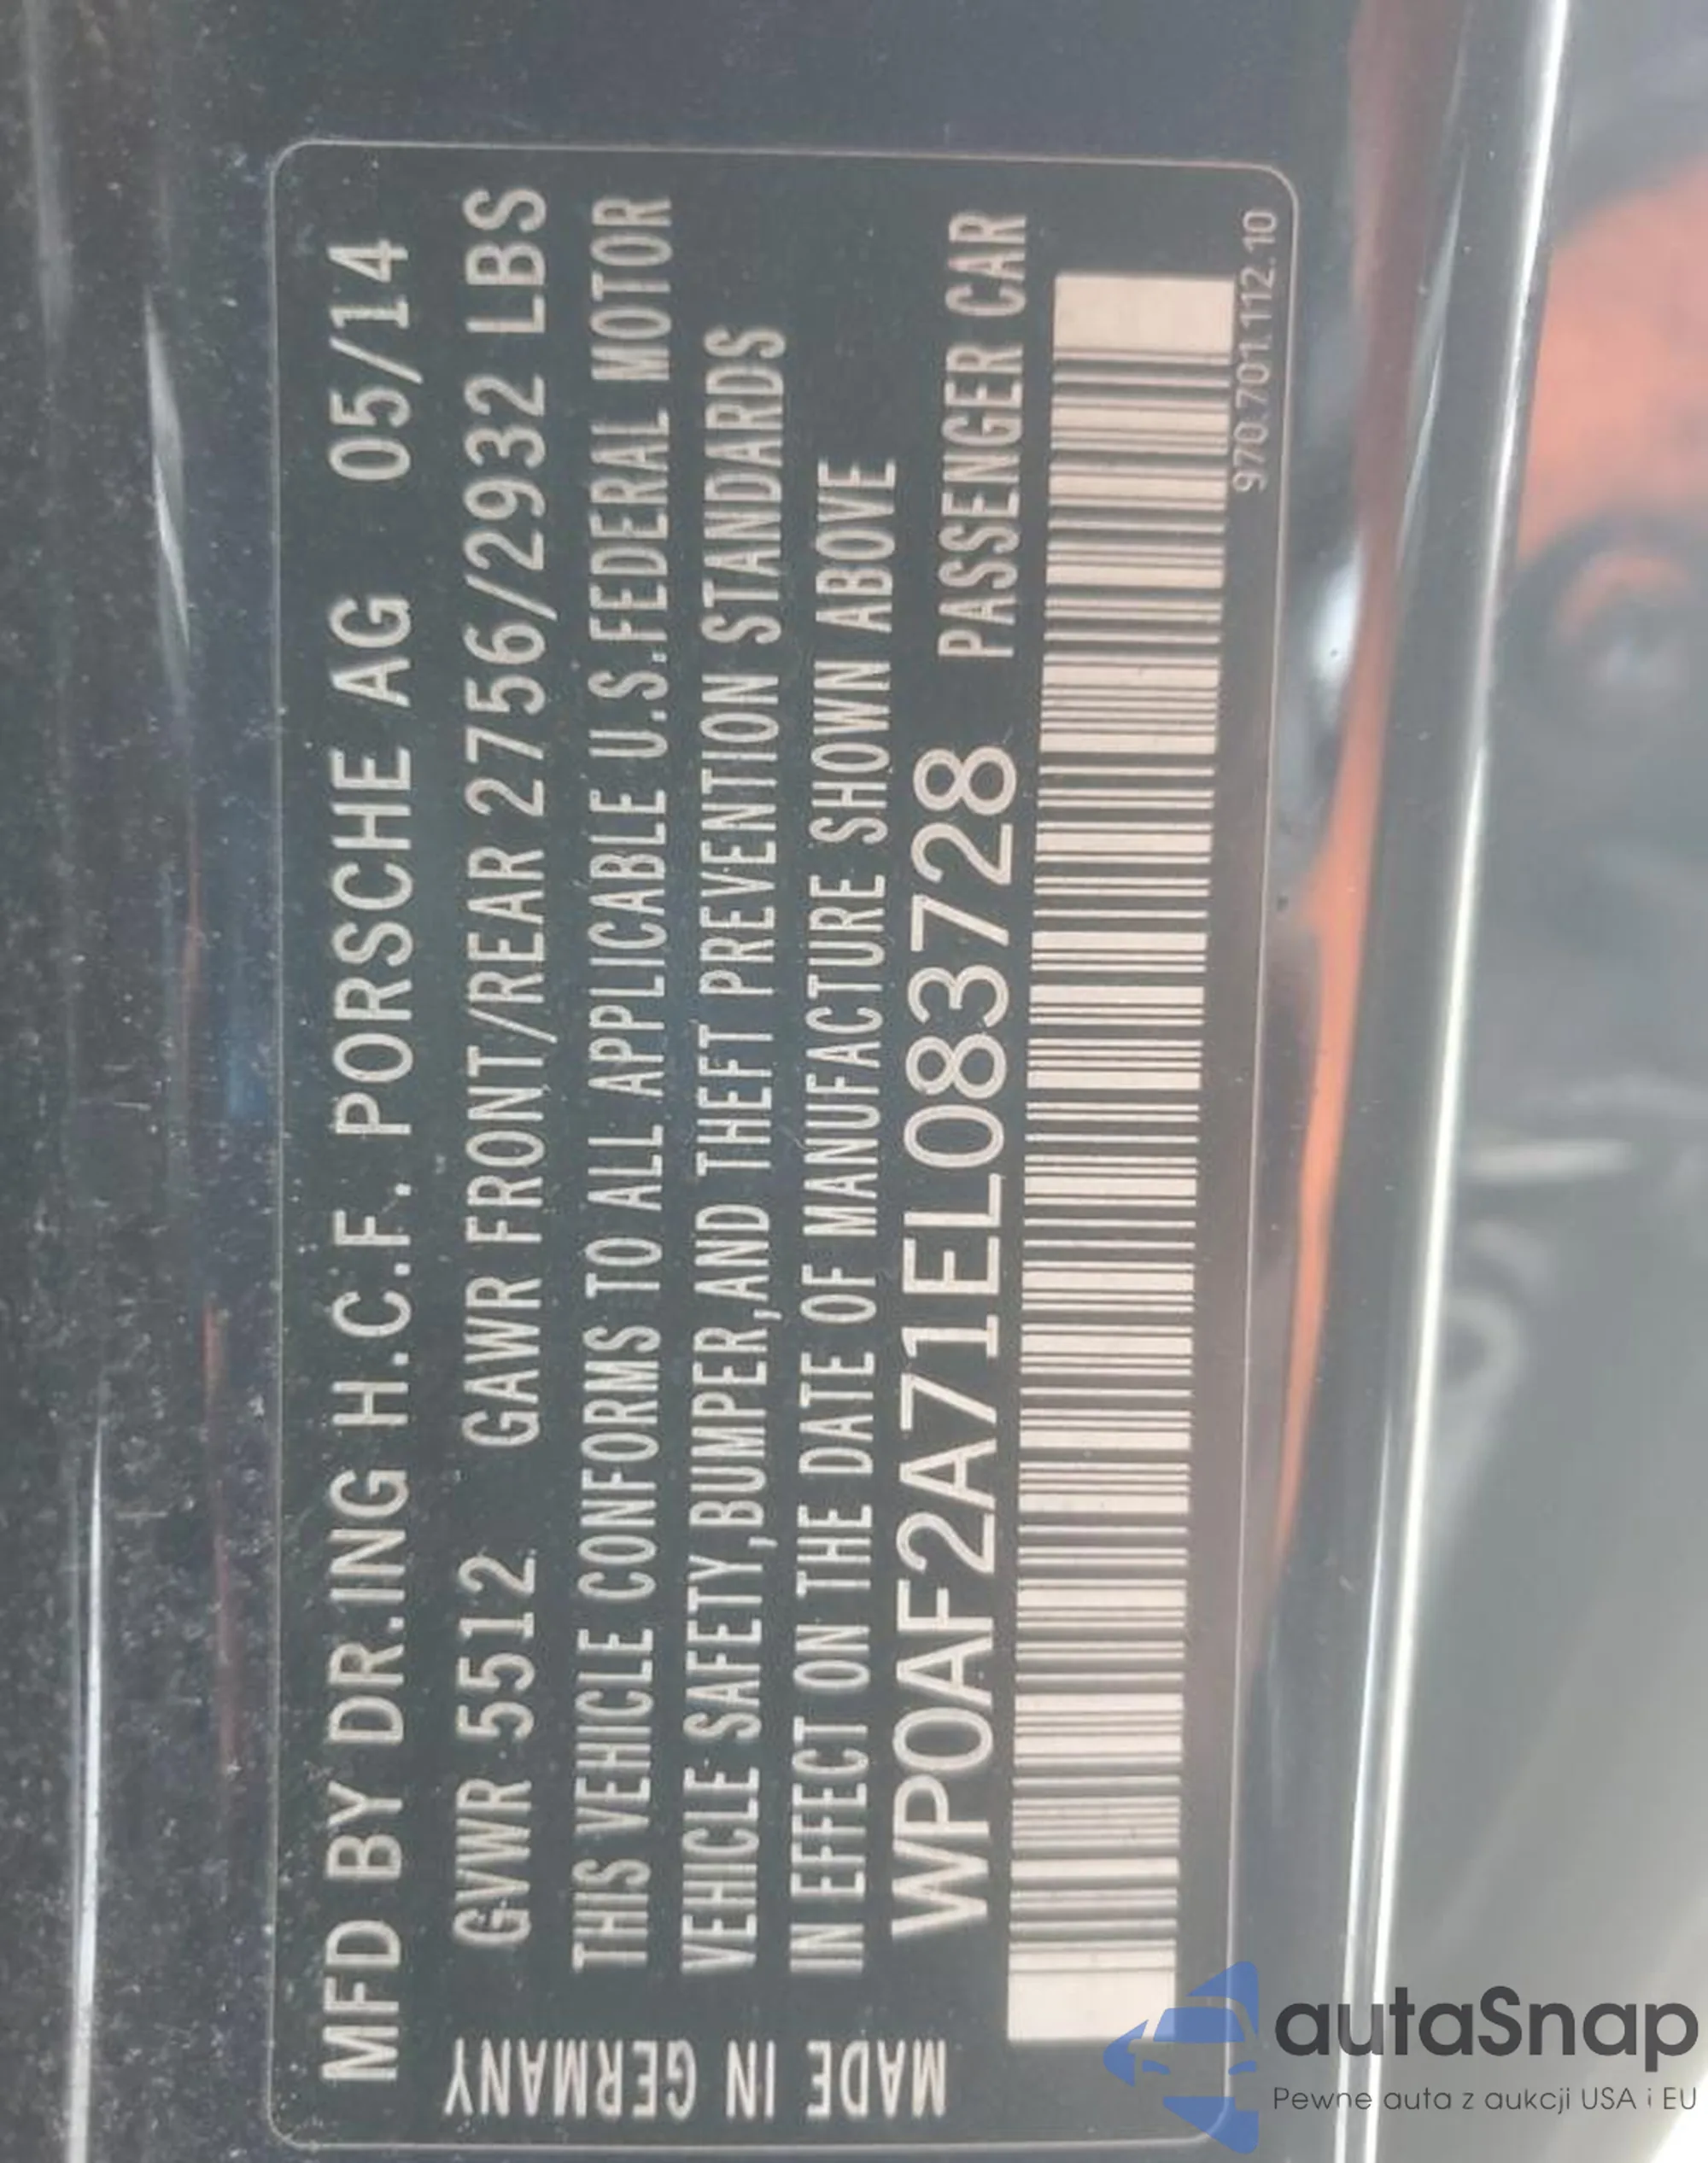 MFD BY DR.ING H.C.F. PORSCHE AG 05/14
GVWR 5512 GAWR FRONT/REAR 2756/2932 LBS
THIS VEHICLE CONFORMS TO ALL APPLICABLE U.S.FEDERAL MOTOR
VEHICLE SAFETY,BUMPER,AND THEFT PREVENTION STANDARDS
IN EFFECT ON THE DATE OF MANUFACTURE SHOWN ABOVE
WP0AF2A71EL083728 PASSENGER CAR
970.701.112.10
MADE IN GERMANY
autaSnap
Pewne auta z aukcji USA i EU